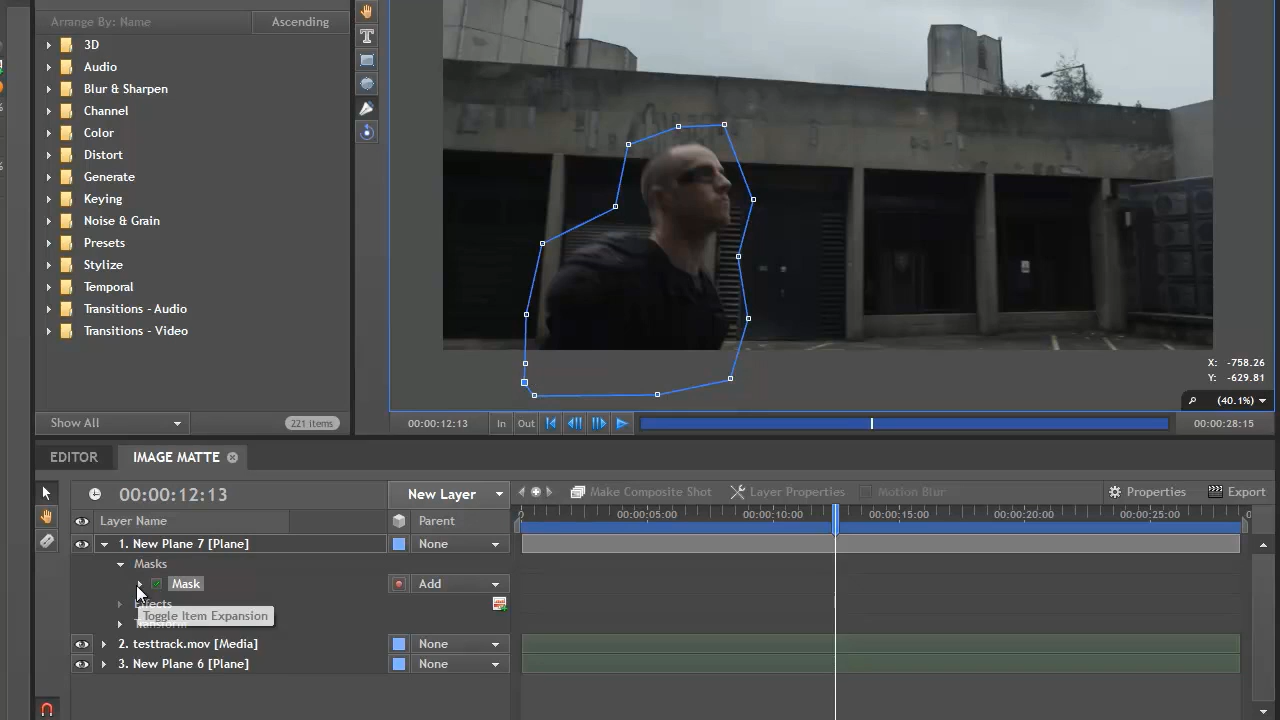 Arrange By: Name Ascending
3D
Audio
Blur & Sharpen
Channel
Color
Distort
Generate
Keying
Noise & Grain
Presets
Stylize
Temporal
Transitions - Audio
Transitions - Video
Show All 221 Items
X: -758.26
Y: -629.81
(40.1%)
00:00:12:13 In Out 00:00:28:15
EDITOR IMAGE MATTE
00:00:12:13 New Layer Make Composite Shot Layer Properties Motion Blur Properties Export
Layer Name Parent 0 00:00:05:00 00:00:10:00 00:00:15:00 00:00:20:00 00:00:25:00
1. New Plane 7 [Plane] None
Masks
Mask Add
Effects
Toggle Item Expansion
Transform
2. testtrack.mov [Media] None
3. New Plane 6 [Plane] None